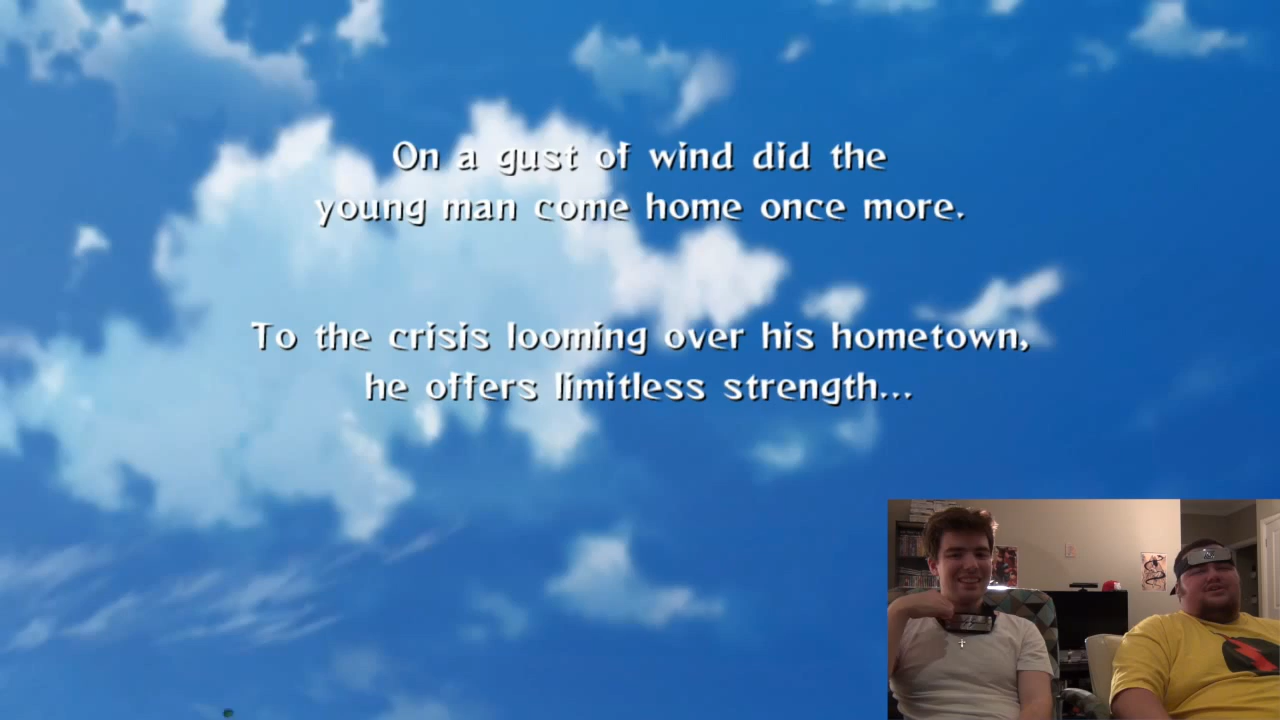 On a gust of wind did the
young man come home once more.
To the crisis looming over his hometown,
he offers limitless strength...